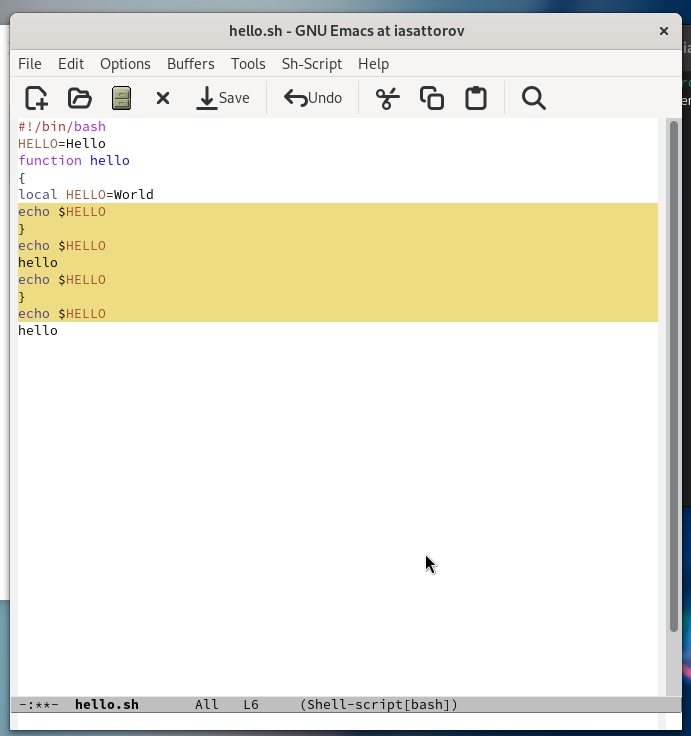 hello.sh - GNU Emacs at iasattorov
File Edit Options Buffers Tools Sh-Script Help
Save Undo
#!/bin/bash
HELLO=Hello
function hello
{
local HELLO=World
echo $HELLO
}
echo $HELLO
hello
echo $HELLO
}
echo $HELLO
hello
-:**- hello.sh All L6 (Shell-script[bash])